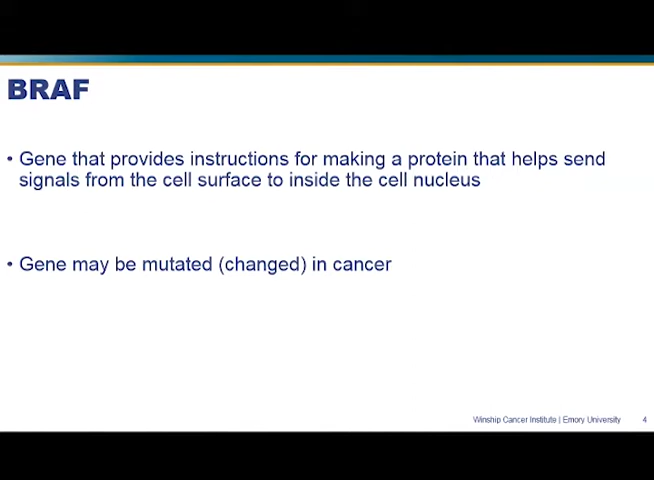 BRAF
• Gene that provides instructions for making a protein that helps send
signals from the cell surface to inside the cell nucleus
• Gene may be mutated (changed) in cancer
Winship Cancer Institute | Emory University 4